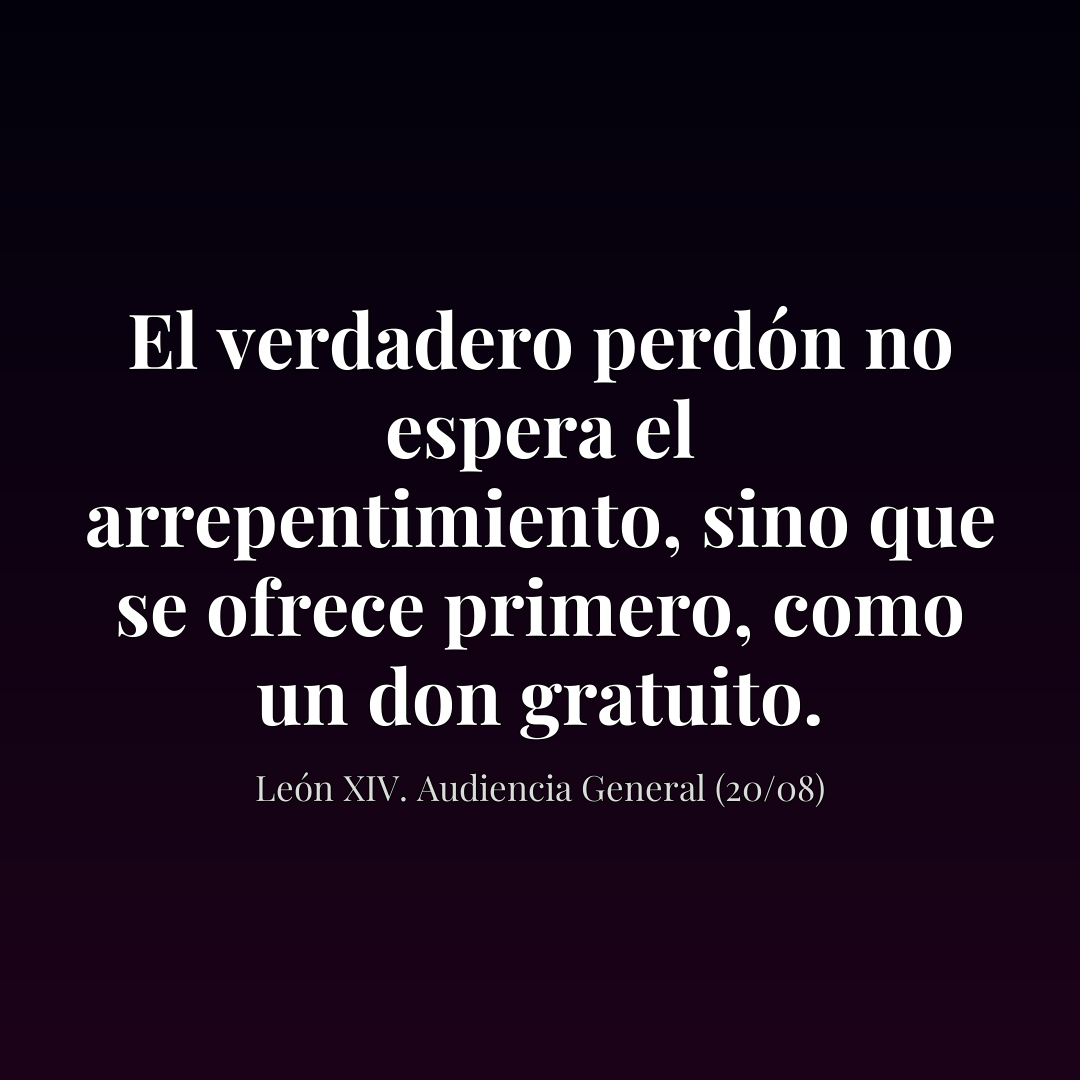 El verdadero perdón no
espera el
arrepentimiento, sino que
se ofrece primero, como
un don gratuito.
León XIV. Audiencia General (20/08)